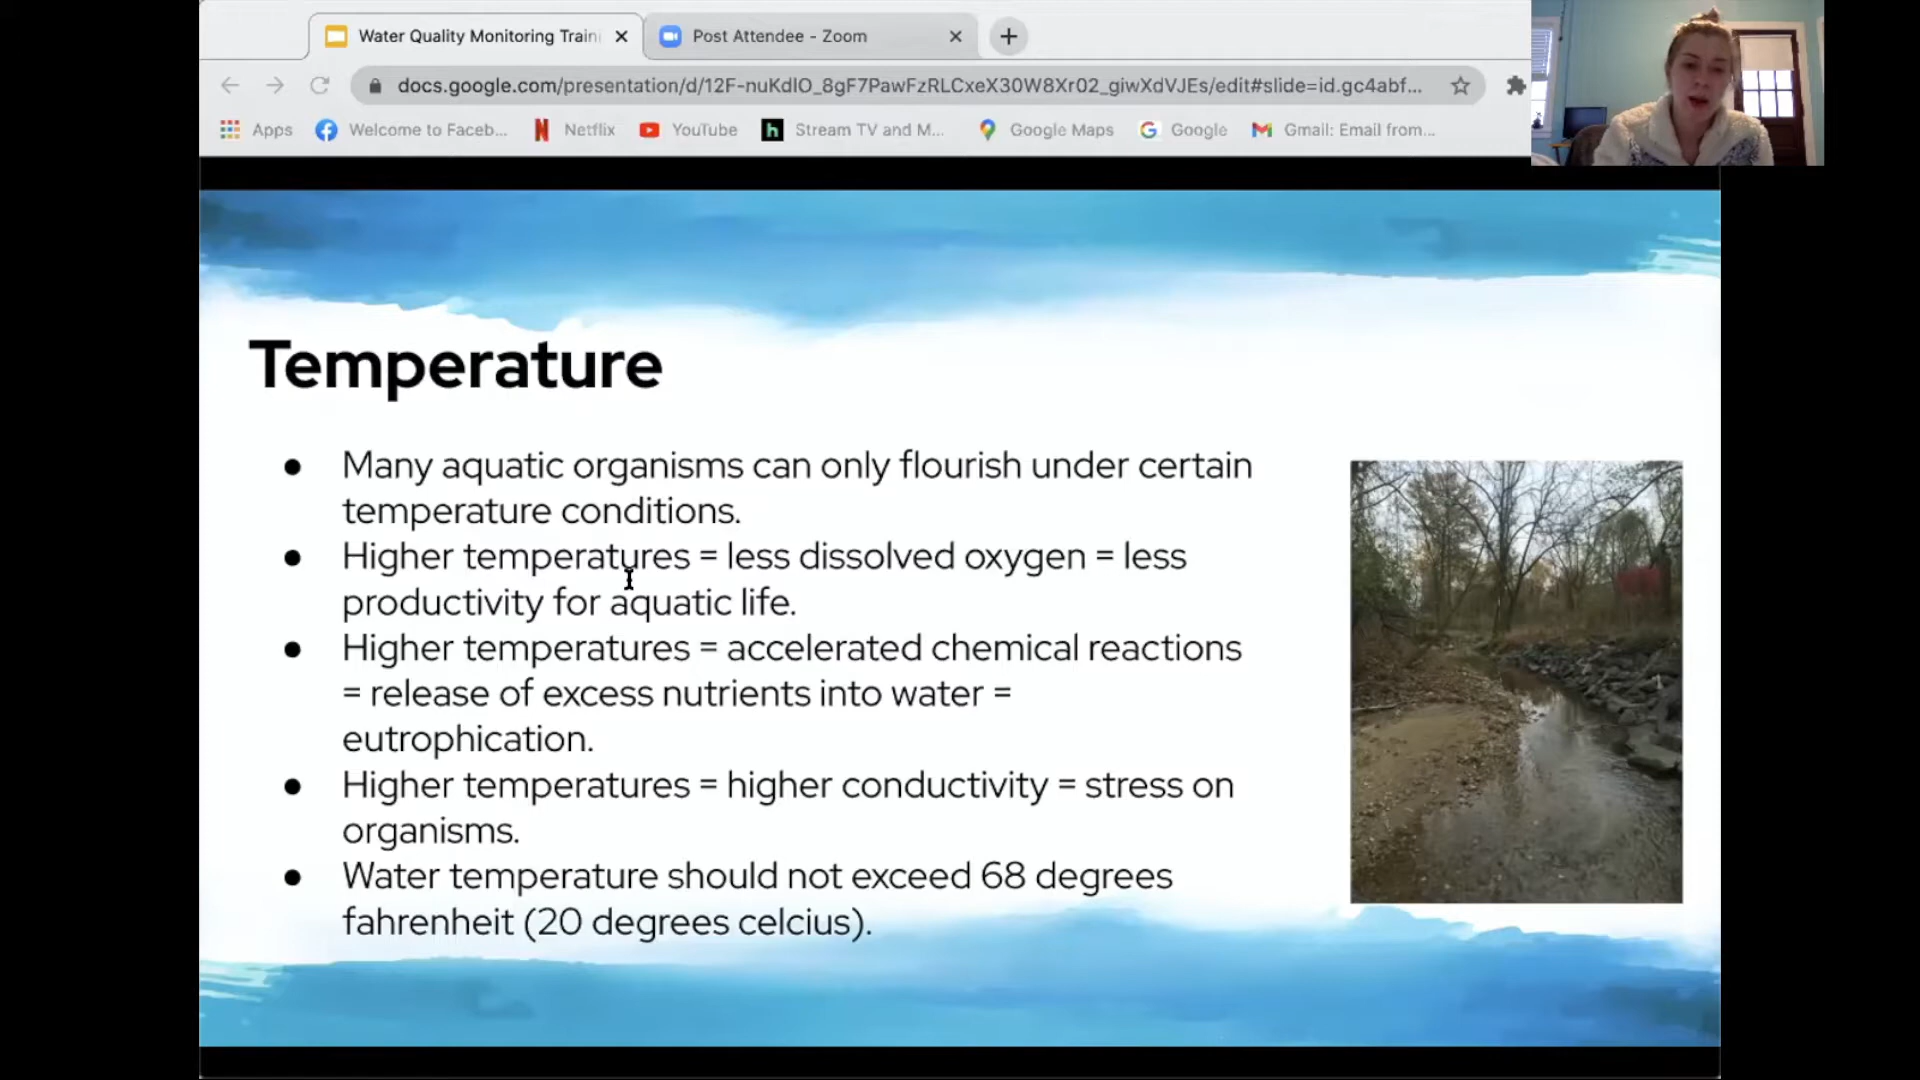 Water Quality Monitoring Train
Post Attendee - Zoom
docs.google.com/presentation/d/12F-nuKdlO_8gF7PawFzRLCxeX30W8Xr02_giwXdVJEs/edit#slide=id.gc4abf...
Apps
Welcome to Faceb...
Netflix
YouTube
h
Stream TV and M...
Google Maps
Google
Gmail: Email from...
Temperature
● Many aquatic organisms can only flourish under certain
temperature conditions.
● Higher temperatures = less dissolved oxygen = less
productivity for aquatic life.
● Higher temperatures = accelerated chemical reactions
= release of excess nutrients into water =
eutrophication.
● Higher temperatures = higher conductivity = stress on
organisms.
● Water temperature should not exceed 68 degrees
fahrenheit (20 degrees celcius).